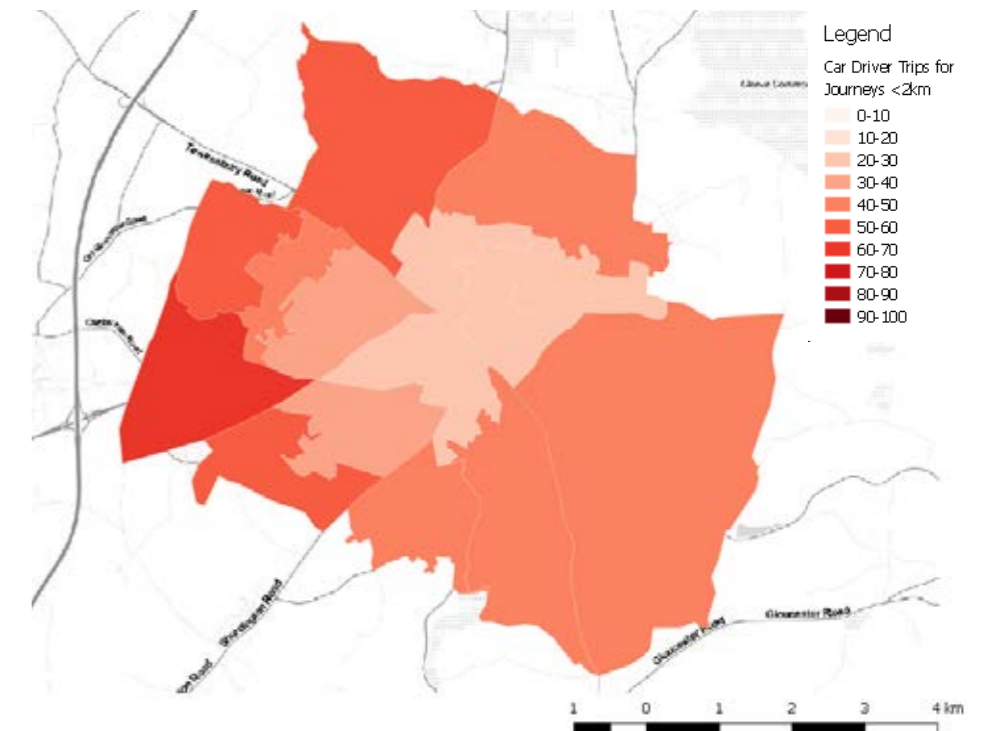 Legend
Car Driver Trips for
Journeys <2km
0-10
10-20
20-30
30-40
40-50
50-60
60-70
70-80
80-90
90-100
Tewkesbury Road
Shurdington Road
Gloucester Road
Gloucester Road
Road
1 0 1 2 3 4 km